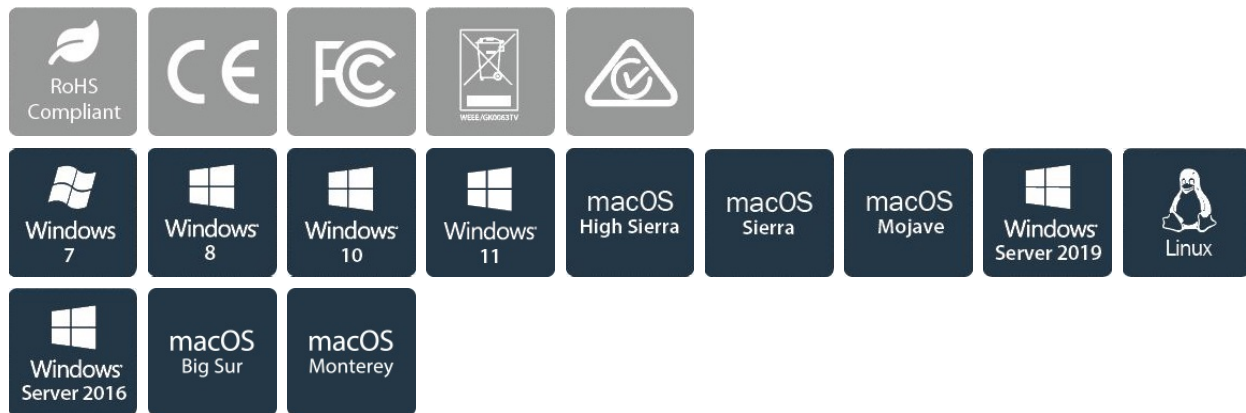 RoHS
Compliant
CE
FC
WEEE/GK0083TV
Windows
7
Windows
8
Windows
10
Windows
11
macOS
High Sierra
macOS
Sierra
macOS
Mojave
Windows
Server 2019
Linux
Windows
Server 2016
macOS
Big Sur
macOS
Monterey